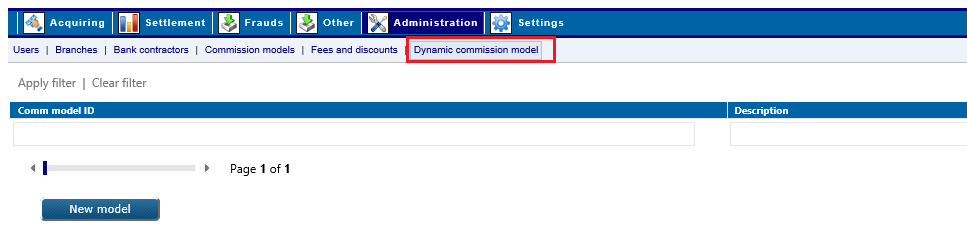 Acquiring Settlement Frauds Other Administration Settings
Users | Branches | Bank contractors | Commission models | Fees and discounts | Dynamic commission model
Apply filter | Clear filter
Comm model ID Description
Page 1 of 1
New model